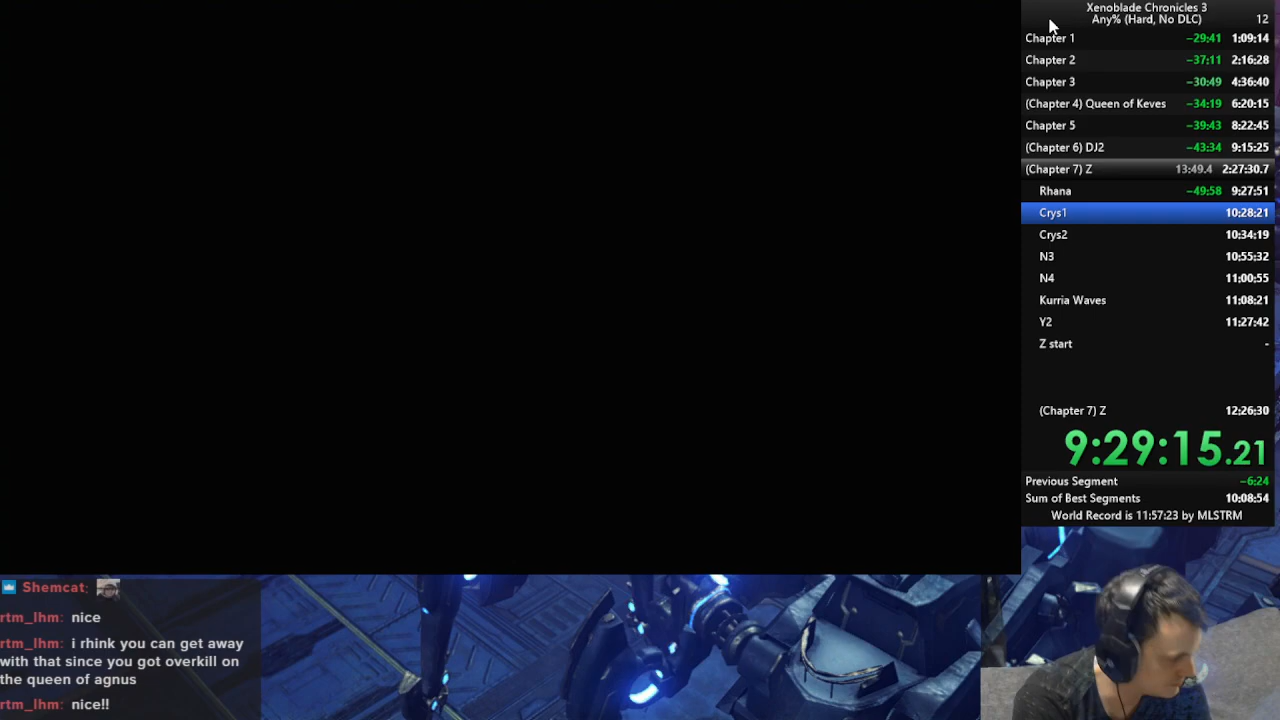 Xenoblade Chronicles 3
Any% (Hard, No DLC) 12
Chapter 1 -29:41 1:09:14
Chapter 2 -37:11 2:16:28
Chapter 3 -30:49 4:36:40
(Chapter 4) Queen of Keves -34:19 6:20:15
Chapter 5 -39:43 8:22:45
(Chapter 6) DJ2 -43:34 9:15:25
(Chapter 7) Z 13:49.4 2:27:30.7
Rhana -49:58 9:27:51
Crys1 10:28:21
Crys2 10:34:19
N3 10:55:32
N4 11:00:55
Kurria Waves 11:08:21
Y2 11:27:42
Z start -
(Chapter 7) Z 12:26:30
9:29:15.21
Previous Segment -6:24
Sum of Best Segments 10:08:54
World Record is 11:57:23 by MLSTRM
Shemcat:
rtm_lhm: nice
rtm_lhm: i rhink you can get away
with that since you got overkill on
the queen of agnus
rtm_lhm: nice!!